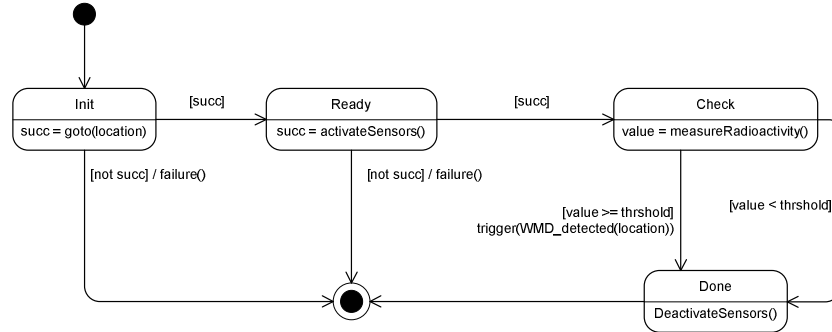 Init
succ = goto(location)
[succ]
Ready
succ = activateSensors()
[succ]
Check
value = measureRadioactivity()
[not succ] / failure()
[not succ] / failure()
[value >= thrshold]
trigger(WMD_detected(location))
[value < thrshold]
Done
DeactivateSensors()